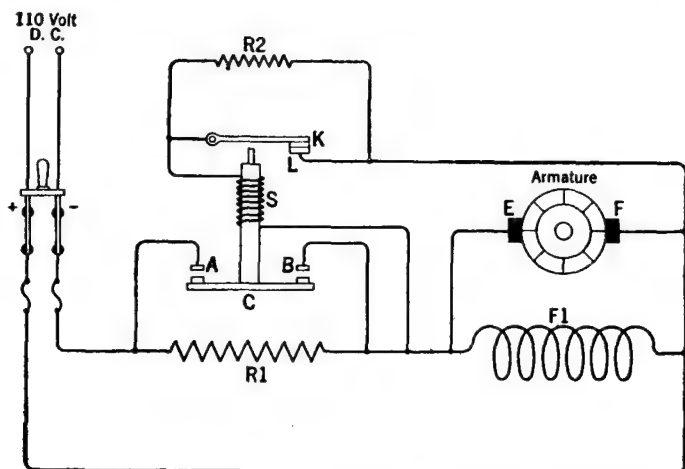 110 Volt
D. C.
R2
K
L
Armature
+ -
S
E F
A B
C
F1
R1